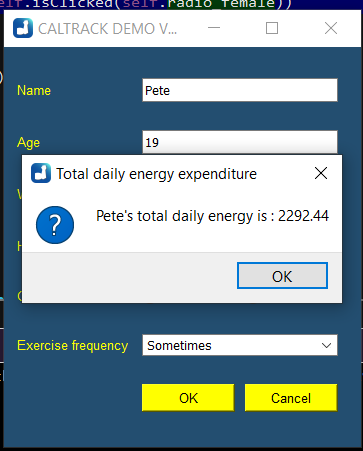 elf.isClicked(self.radio_female))
CALTRACK DEMO V...
Name
Pete
Age
19
Total daily energy expenditure
Pete's total daily energy is : 2292.44
OK
Exercise frequency
Sometimes
OK
Cancel